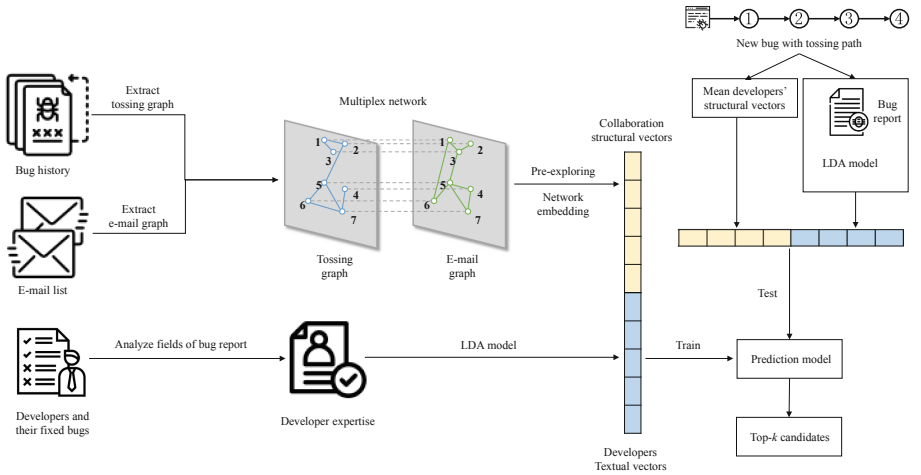 Bug history
E-mail list
Developers and
their fixed bugs
Extract
tossing graph
Extract
e-mail graph
Analyze fields of bug report
Multiplex network
1
2
3
4
5
6
7
1
2
3
4
5
6
7
Tossing
graph
E-mail
graph
Developer expertise
Pre-exploring
Network
embedding
LDA model
Collaboration
structural vectors
Developers
Textual vectors
Train
① ② ③ ④
New bug with tossing path
Mean developers'
structural vectors
Bug
report
LDA model
Test
Prediction model
Top-k candidates